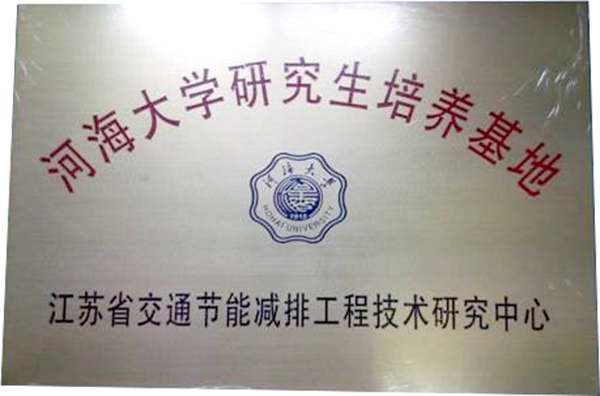 河海大学研究生培养基地
河海大学
1915
HOHAI UNIVERSITY
江苏省交通节能减排工程技术研究中心